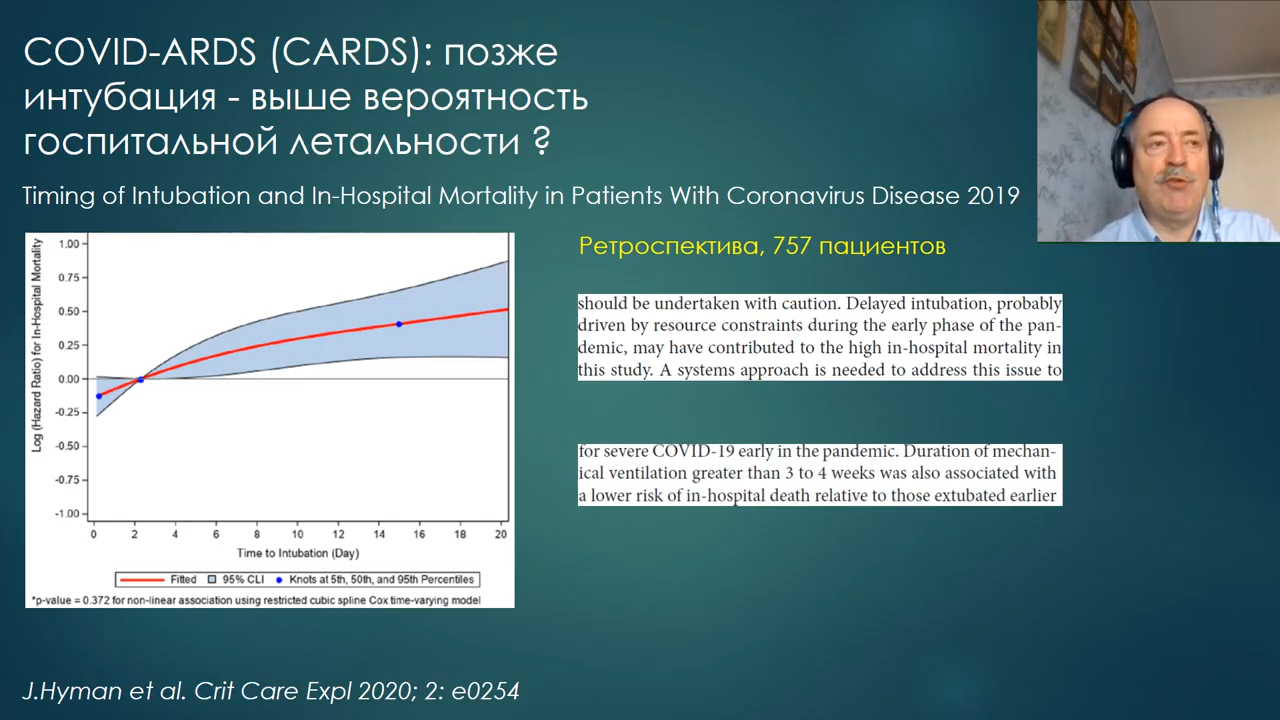 COVID-ARDS (CARDS): позже
интубация - выше вероятность
госпитальной летальности ?
Timing of Intubation and In-Hospital Mortality in Patients With Coronavirus Disease 2019
Log (Hazard Ratio) for In-Hospital Mortality
1.00
0.75
0.50
0.25
0.00
-0.25
-0.50
-0.75
-1.00
0 2 4 6 8 10 12 14 16 18 20
Time to Intubation (Day)
Fitted 95% CLI Knots at 5th, 50th, and 95th Percentiles
*p-value = 0.372 for non-linear association using restricted cubic spline Cox time-varying model
Ретроспектива, 757 пациентов
should be undertaken with caution. Delayed intubation, probably
driven by resource constraints during the early phase of the pan-
demic, may have contributed to the high in-hospital mortality in
this study. A systems approach is needed to address this issue to
for severe COVID-19 early in the pandemic. Duration of mechan-
ical ventilation greater than 3 to 4 weeks was also associated with
a lower risk of in-hospital death relative to those extubated earlier
J.Hyman et al. Crit Care Expl 2020; 2: e0254